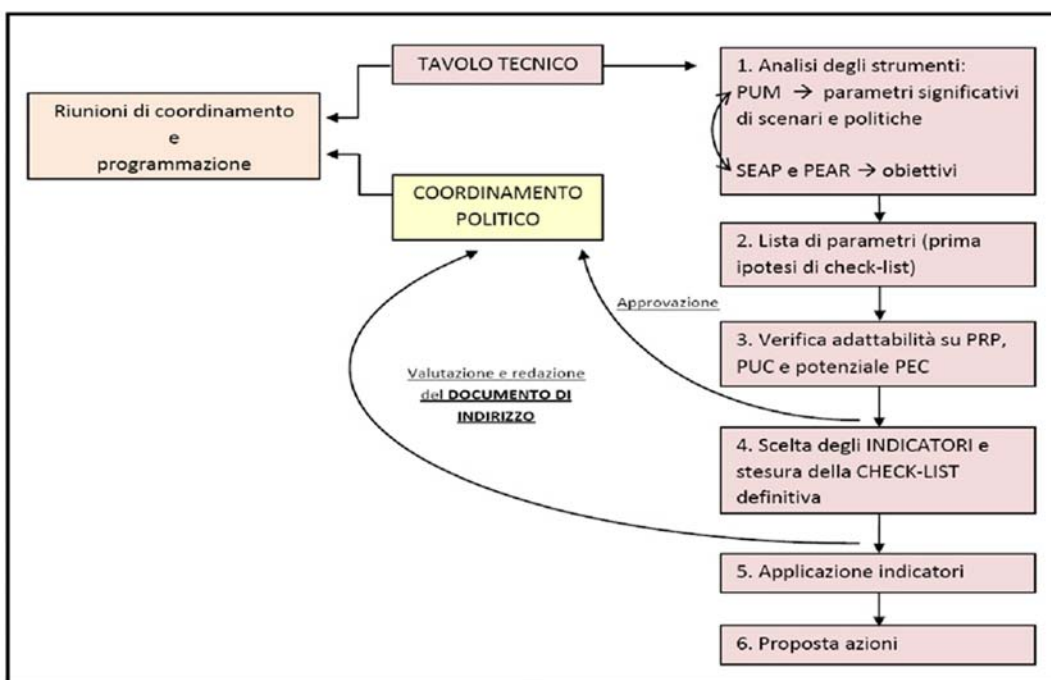 TAVOLO TECNICO
Riunioni di coordinamento
e
programmazione
COORDINAMENTO
POLITICO
1. Analisi degli strumenti:
PUM → parametri significativi
di scenari e politiche
SEAP e PEAR → obiettivi
2. Lista di parametri (prima
ipotesi di check-list)
Approvazione
3. Verifica adattabilità su PRP,
PUC e potenziale PEC
Valutazione e redazione
del DOCUMENTO DI
INDIRIZZO
4. Scelta degli INDICATORI e
stesura della CHECK-LIST
definitiva
5. Applicazione indicatori
6. Proposta azioni